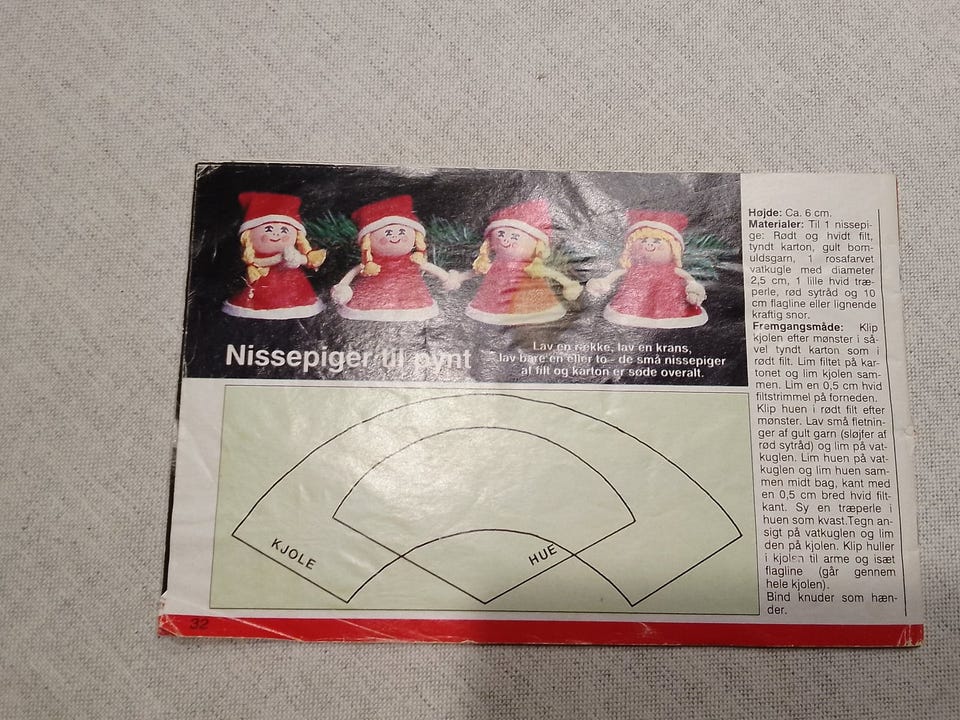 Nissepiger til pynt
Lav en række, lav en krans,
lav bare en eller to – de små nissepiger
af filt og karton er søde overalt.
KJOLE
HUE
Højde: Ca. 6 cm.
Materialer: Til 1 nissepi-
ge: Rødt og hvidt filt,
tyndt karton, gult bom-
uldsgarn, 1 rosafarvet
vatkugle med diameter
2,5 cm, 1 lille hvid træ-
perle, rød sytråd og 10
cm flagline eller lignende
kraftig snor.
Fremgangsmåde: Klip
kjolen efter mønster i så-
vel tyndt karton som i
rødt filt. Lim filtet på kar-
tonet og lim kjolen sam-
men. Lim en 0,5 cm hvid
filtstrimmel på forneden.
Klip huen i rødt filt efter
mønster. Lav små fletnin-
ger af gult garn (sløjfer af
rød sytråd) og lim på vat-
kuglen. Lim huen på vat-
kuglen og lim huen sam-
men midt bag, kant med
en 0,5 cm bred hvid filt-
kant. Sy en træperle i
huen som kvast.Tegn an-
sigt på vatkuglen og lim
den på kjolen. Klip huller
i kjolen til arme og isæt
flagline (går gennem
hele kjolen).
Bind knuder som hæn-
der.
32